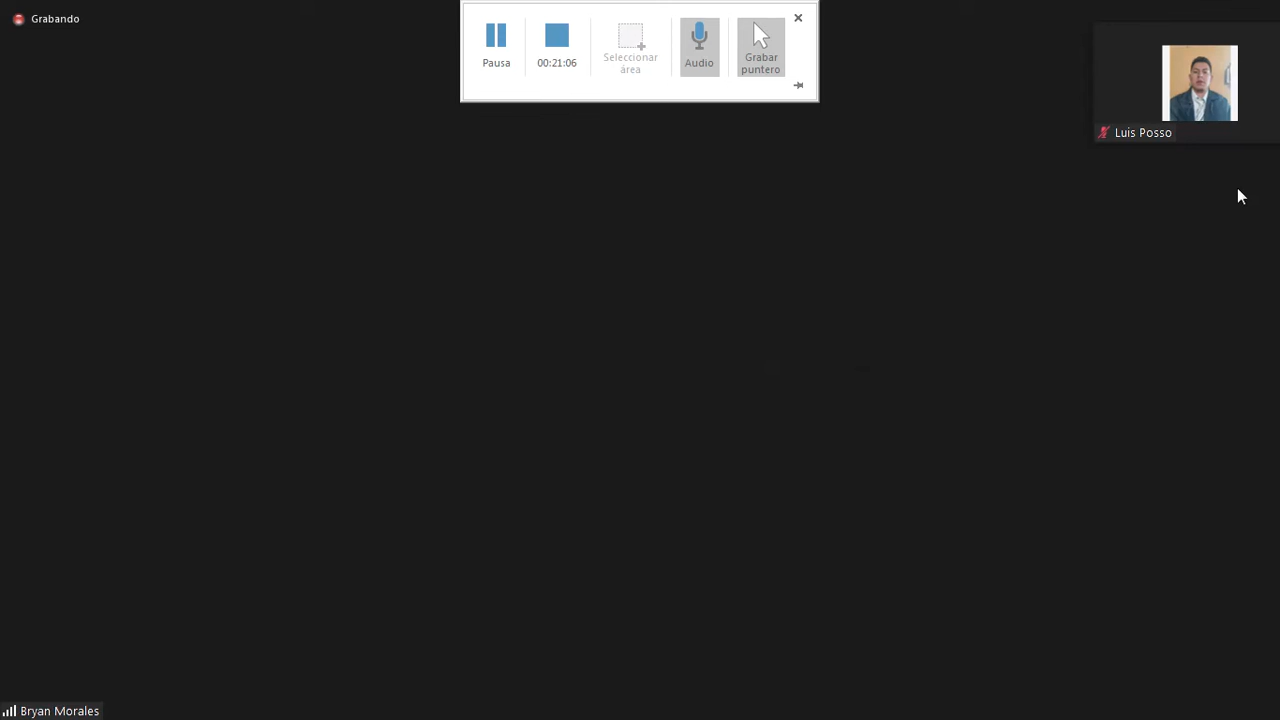 Grabando
Pausa
00:21:06
Seleccionar
área
Audio
Grabar
puntero
Luis Posso
Bryan Morales